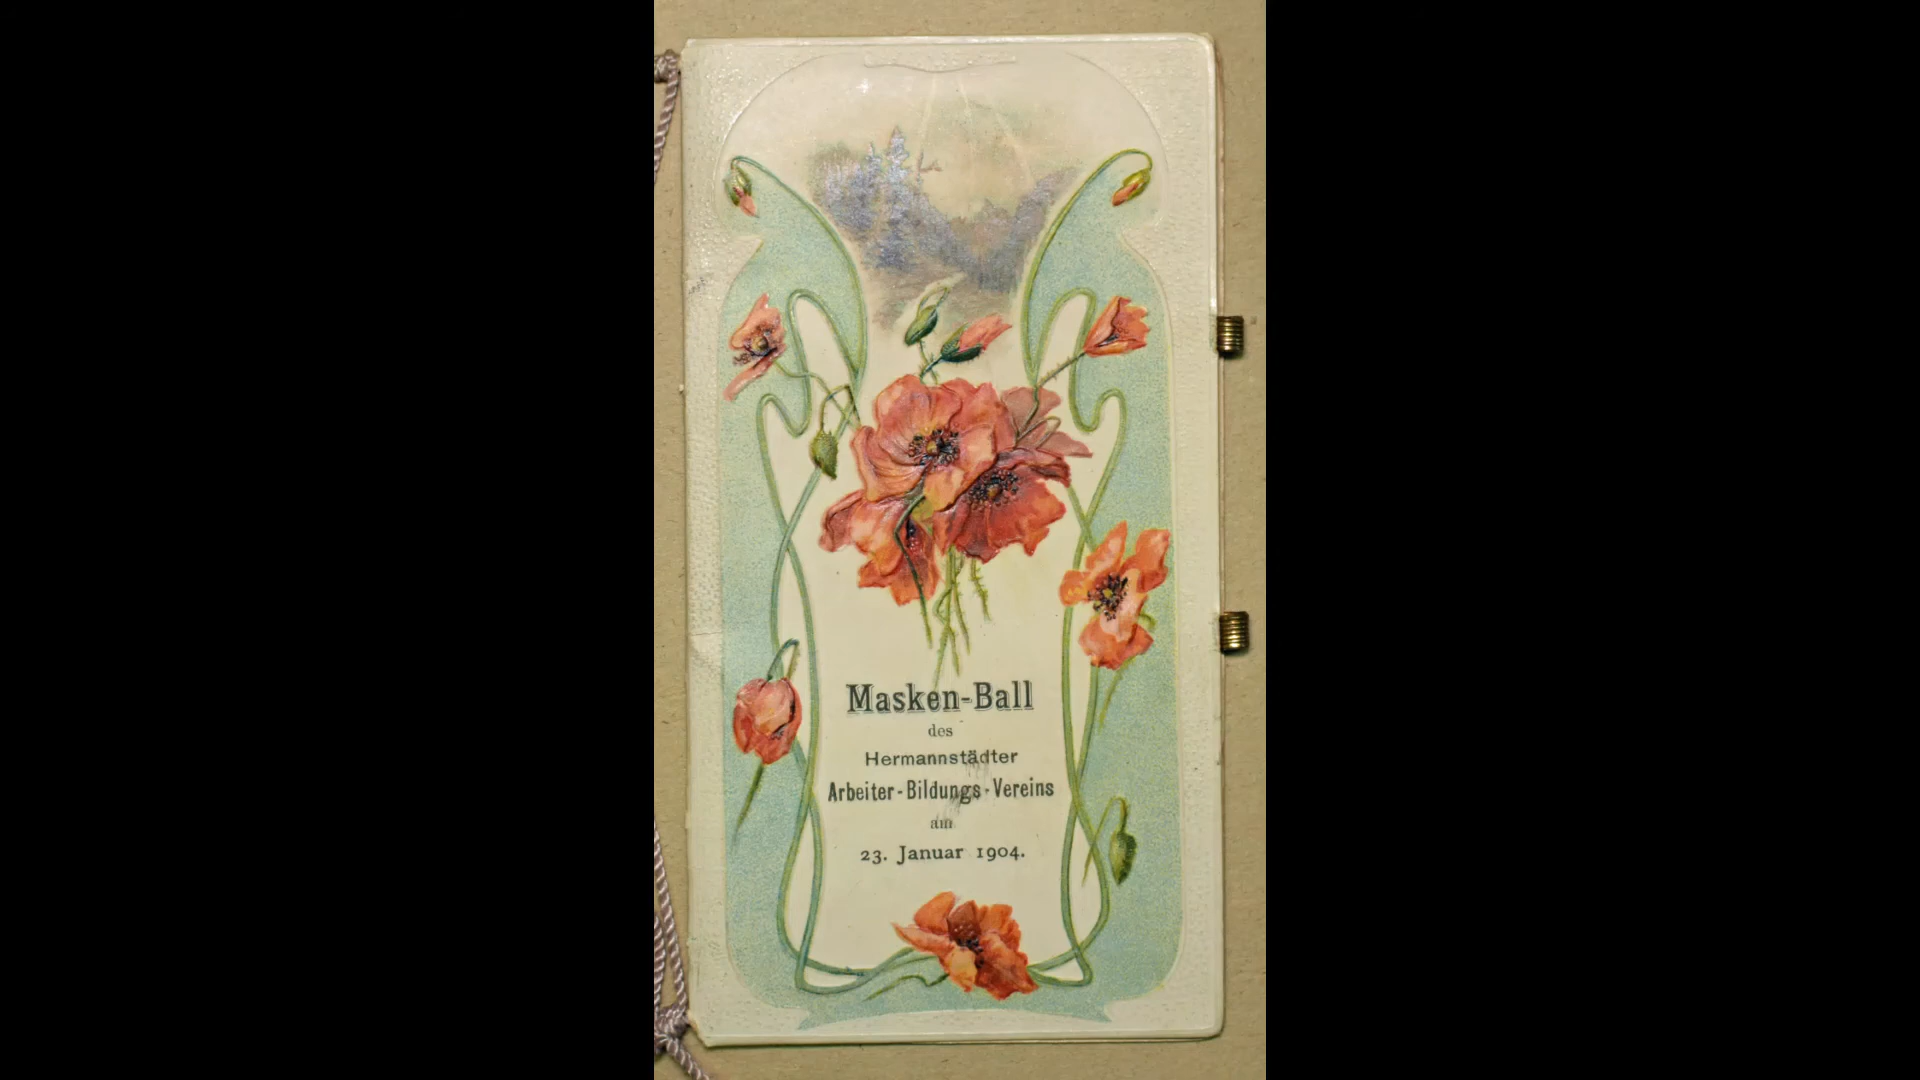 Masken-Ball
des
Hermannstädter
Arbeiter-Bildungs-Vereins
am
23. Januar 1904.